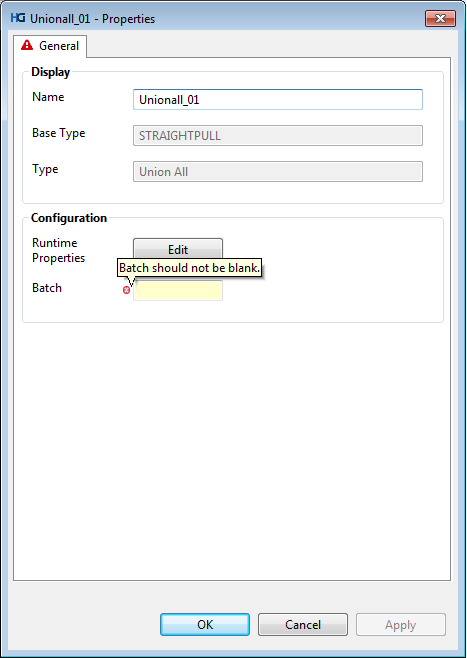 HG Unionall_01 - Properties
General
Display
Name Unionall_01
Base Type STRAIGHTPULL
Type Union All
Configuration
Runtime
Properties Edit
Batch should not be blank.
Batch
OK Cancel Apply